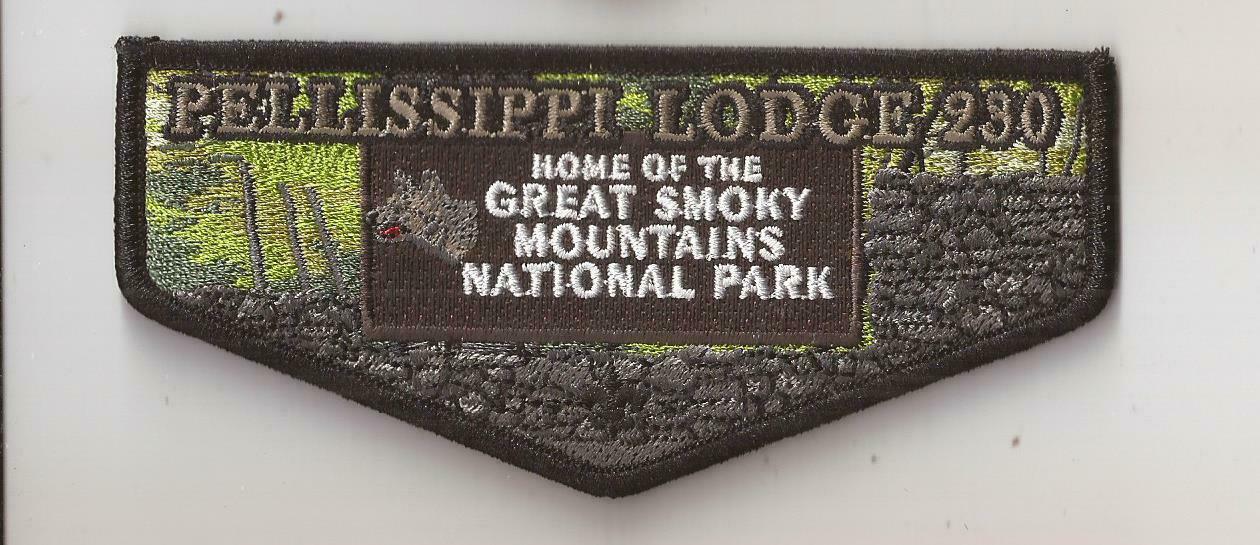 PELLISSIPPI LODGE 230
HOME OF THE
GREAT SMOKY
MOUNTAINS
NATIONAL PARK